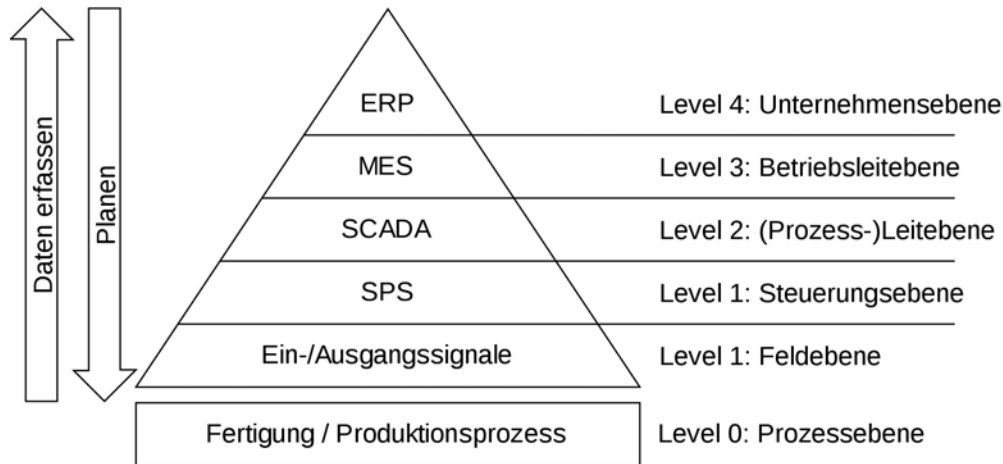 Daten erfassen
Planen
ERP
Level 4: Unternehmensebene
MES
Level 3: Betriebsleitebene
SCADA
Level 2: (Prozess-)Leitebene
SPS
Level 1: Steuerungsebene
Ein-/Ausgangssignale
Level 1: Feldebene
Fertigung / Produktionsprozess
Level 0: Prozessebene